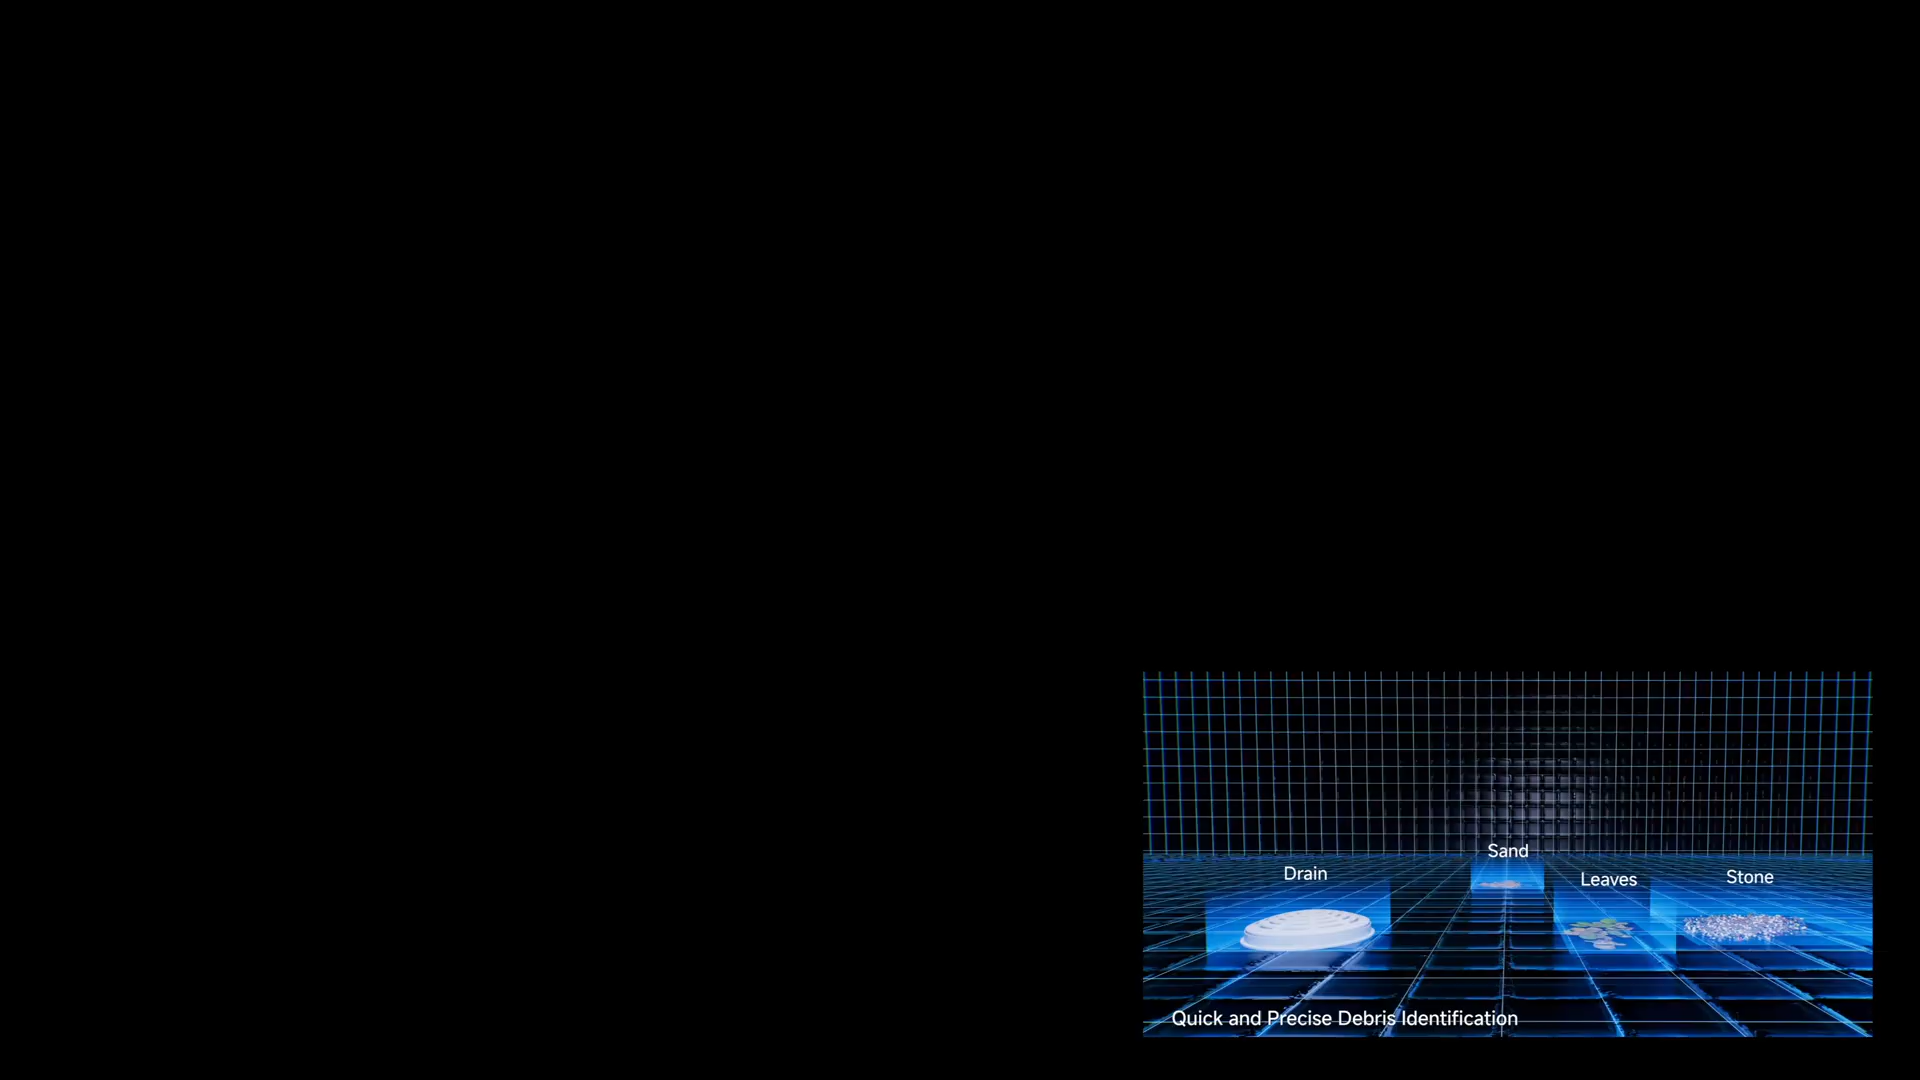 Sand
Drain
Leaves
Stone
Quick and Precise Debris Identification